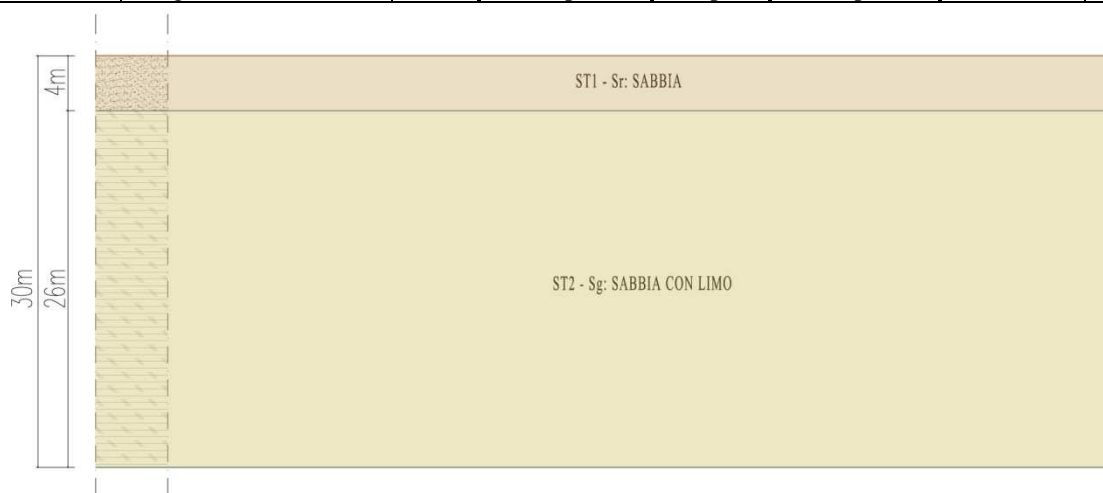 4m
ST1 - Sr: SABBIA
30m
26m
ST2 - Sg: SABBIA CON LIMO